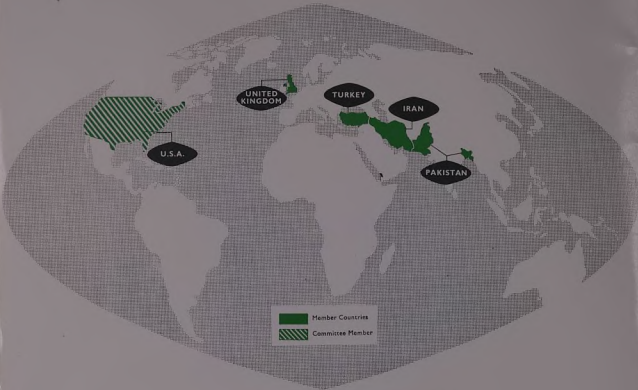 UNITED
KINGDOM
TURKEY
IRAN
U.S.A.
PAKISTAN
Member Countries
Committee Member